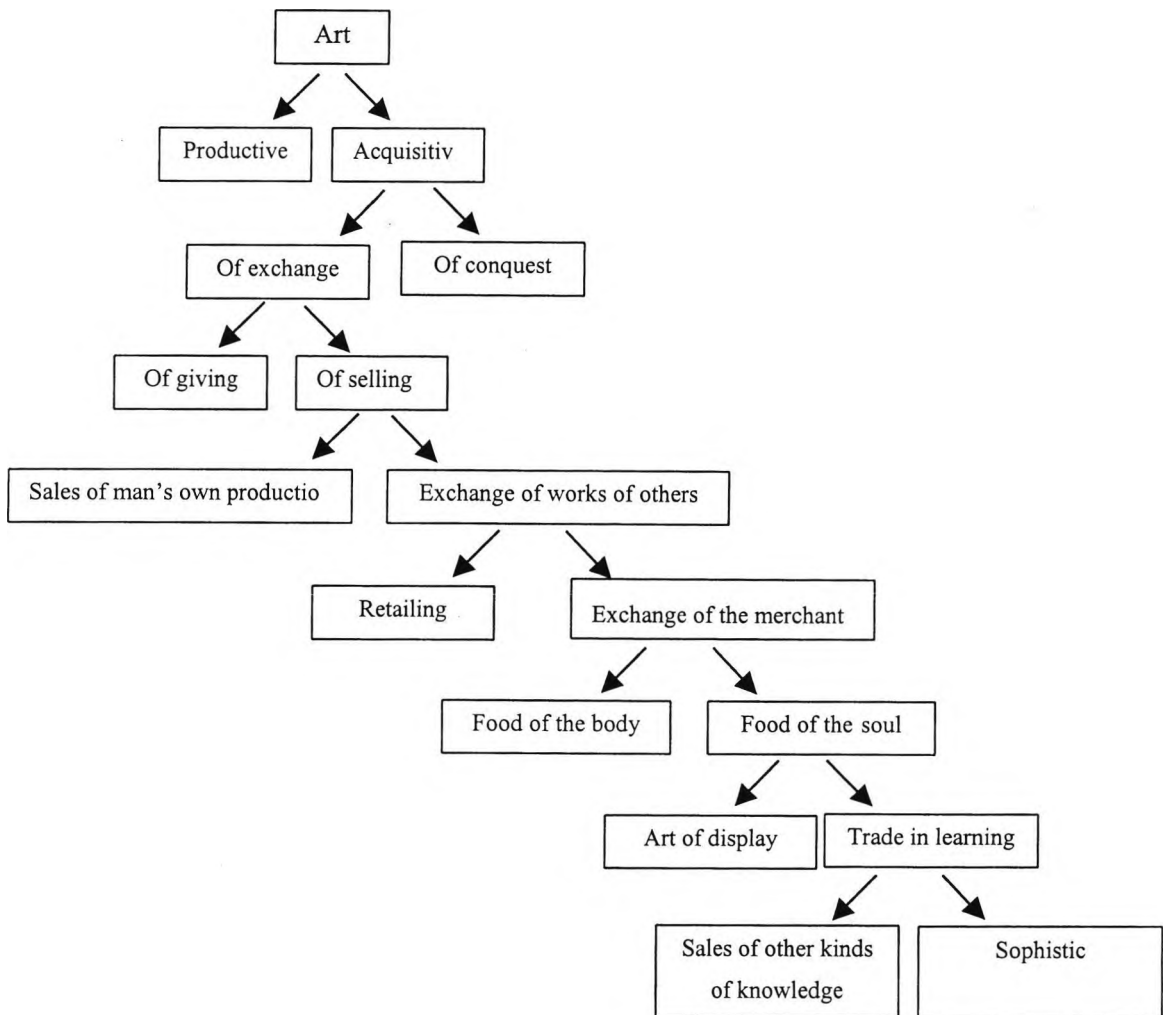 Art
Productive
Acquisitiv
Of exchange
Of conquest
Of giving
Of selling
Sales of man's own productio
Exchange of works of others
Retailing
Exchange of the merchant
Food of the body
Food of the soul
Art of display
Trade in learning
Sales of other kinds
of knowledge
Sophistic